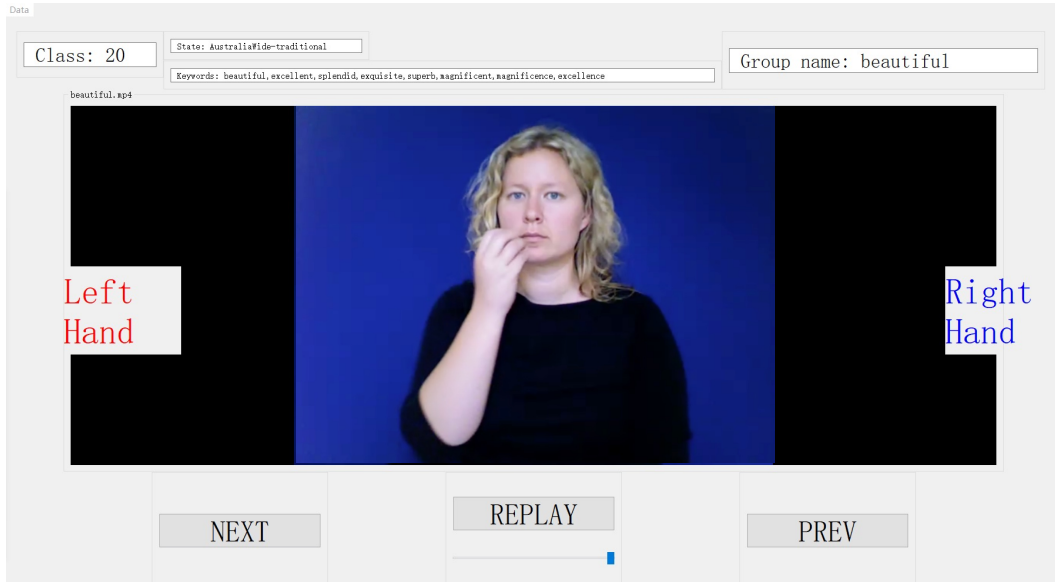 Data
Class: 20
State: AustraliaWide-traditional
Keywords: beautiful,excellent,splendid,exquisite,superb,magnificent,magnificence,excellence
Group name: beautiful
beautiful.mp4
Left
Hand
Right
Hand
NEXT
REPLAY
PREV